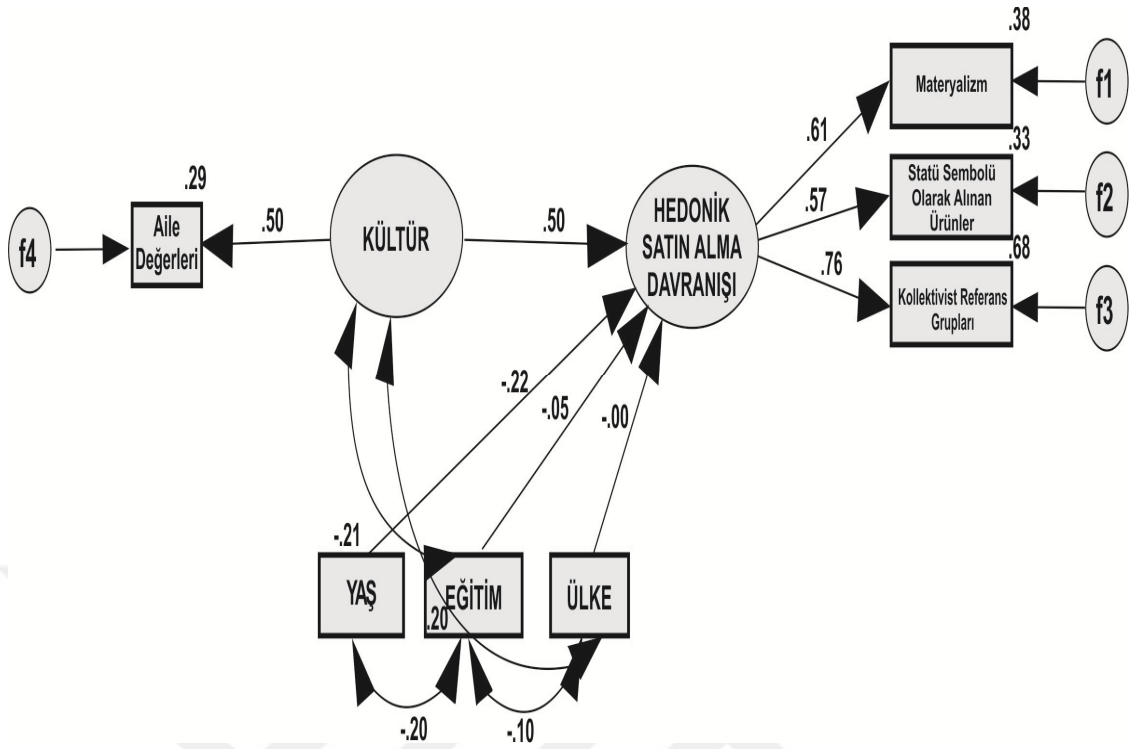 .38
Materyalizm
f1
.61
.33
Statü Sembolü
Olarak Alınan
Ürünler
f2
.57
.29
Aile
Değerleri
f4
.50
KÜLTÜR
.50
HEDONİK
SATIN ALMA
DAVRANIŞI
.76
.68
Kollektivist Referans
Grupları
f3
-.22
-.05
-.00
-.21
YAŞ
EĞİTİM
.20
ÜLKE
-.20
-.10